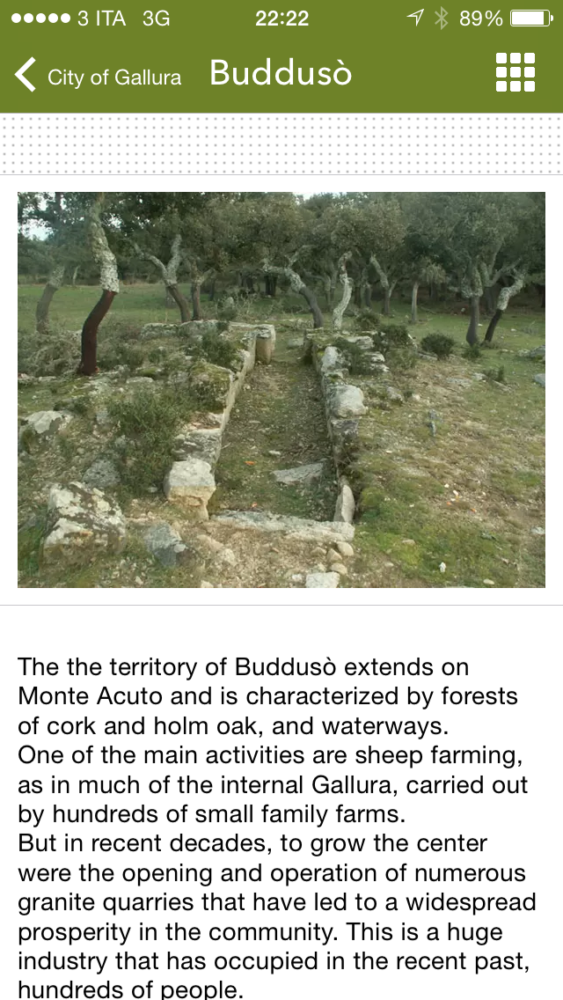 3 ITA 3G 22:22 89%
City of Gallura Buddusò
The the territory of Buddusò extends on
Monte Acuto and is characterized by forests
of cork and holm oak, and waterways.
One of the main activities are sheep farming,
as in much of the internal Gallura, carried out
by hundreds of small family farms.
But in recent decades, to grow the center
were the opening and operation of numerous
granite quarries that have led to a widespread
prosperity in the community. This is a huge
industry that has occupied in the recent past,
hundreds of people.